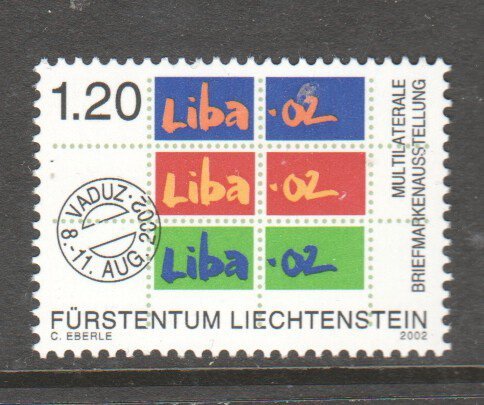 1.20
Liba .02
Liba .02
Liba .02
MULTILATERALE
BRIEFMARKENAUSSTELLUNG
VADUZ · 8.-11. AUG. 2002
FÜRSTENTUM LIECHTENSTEIN
C. EBERLE
2002